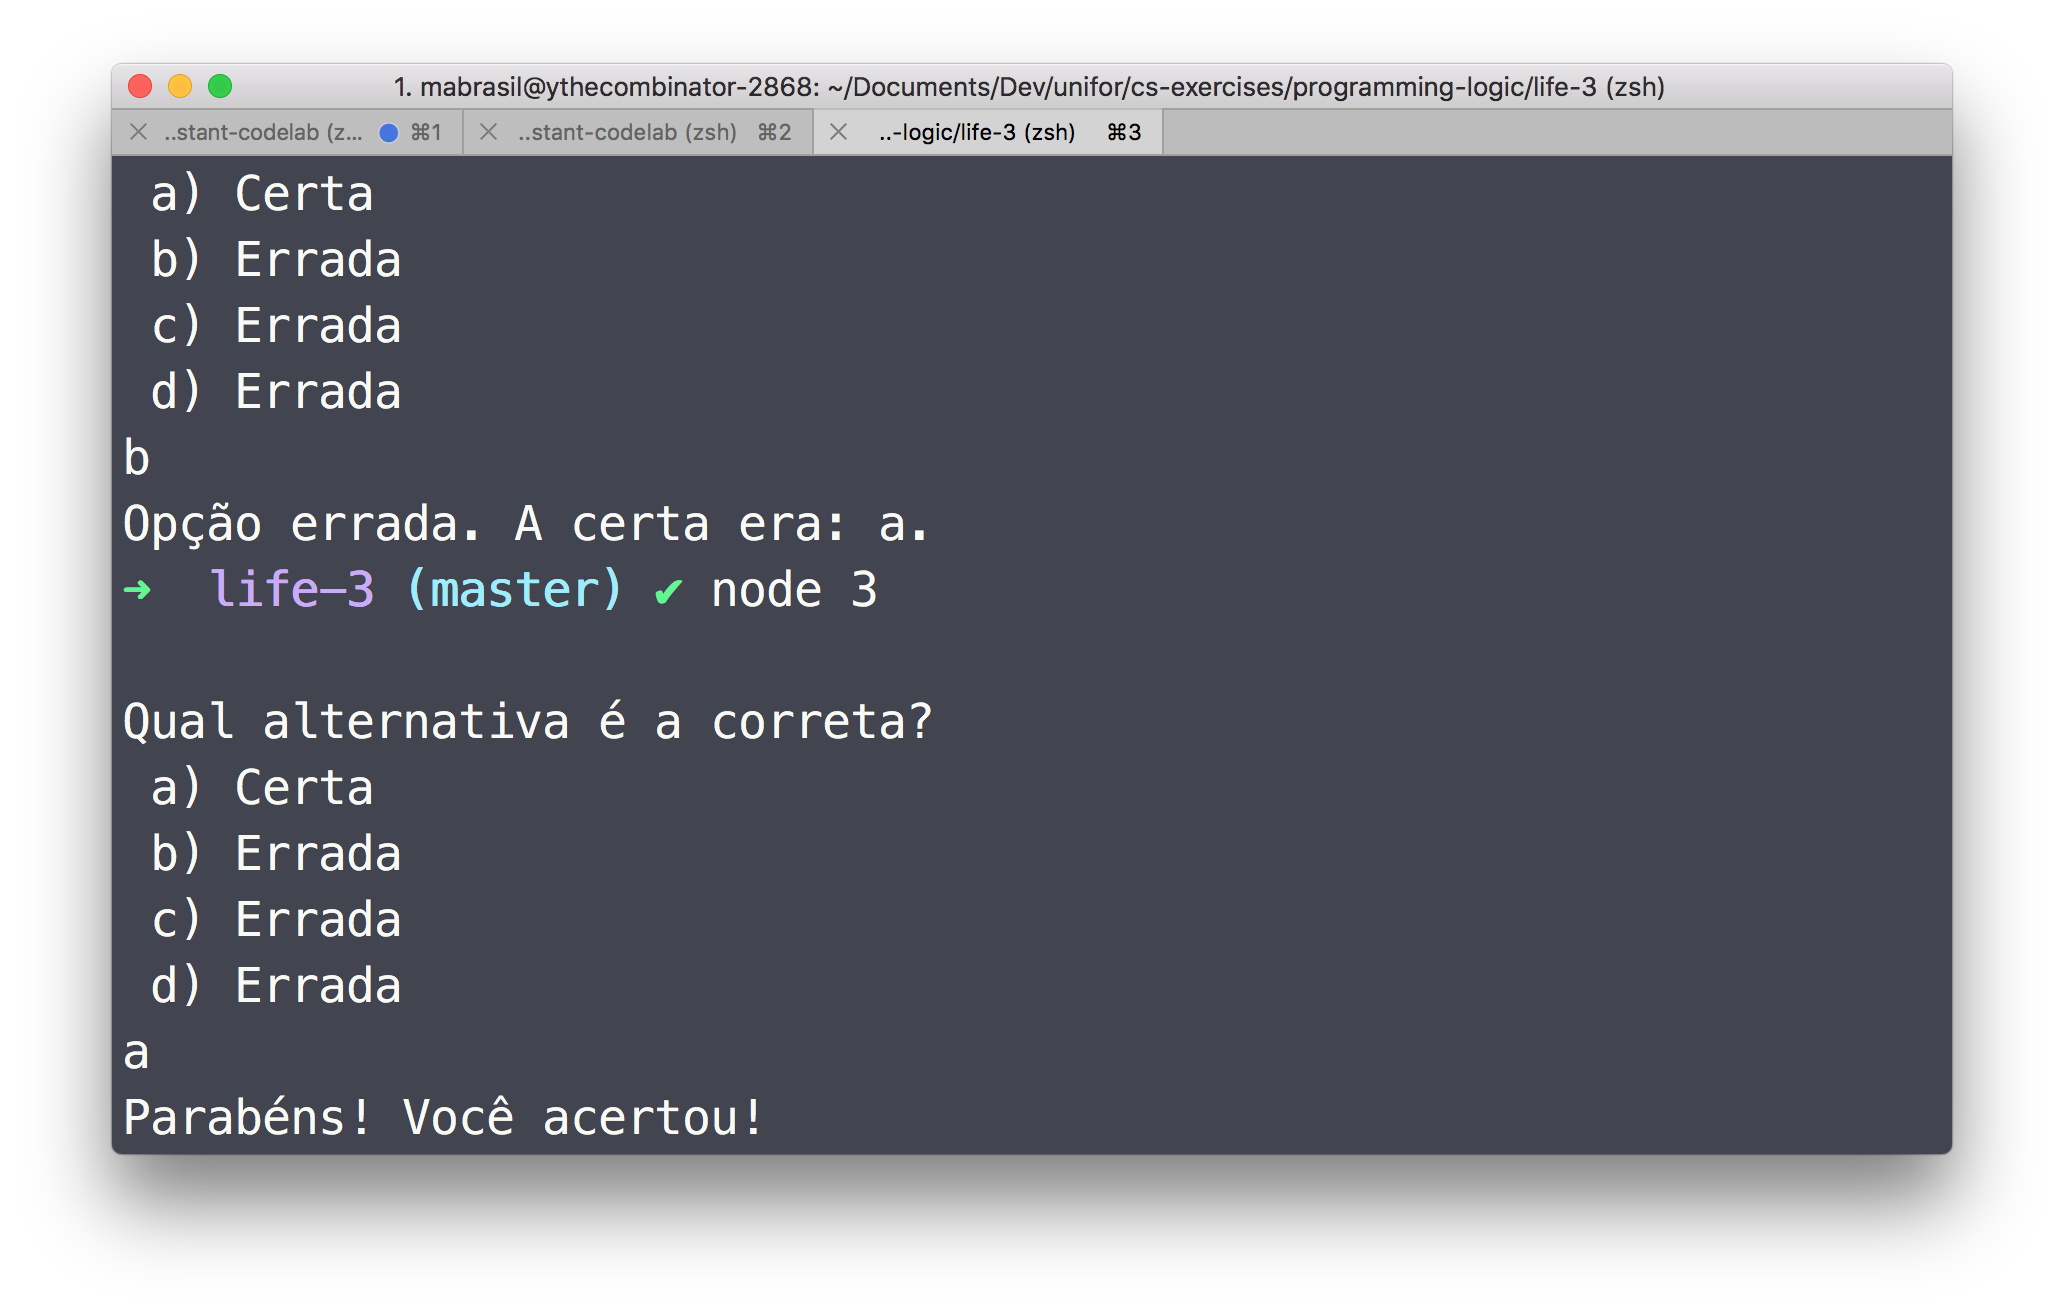 1. mabrasil@ythecombinator-2868: ~/Documents/Dev/unifor/cs-exercises/programming-logic/life-3 (zsh)
..stant-codelab (z... ⌘1 ..stant-codelab (zsh) ⌘2 ..-logic/life-3 (zsh) ⌘3
a) Certa
b) Errada
c) Errada
d) Errada
b
Opção errada. A certa era: a.
➜ life-3 (master) ✔ node 3
Qual alternativa é a correta?
a) Certa
b) Errada
c) Errada
d) Errada
a
Parabéns! Você acertou!